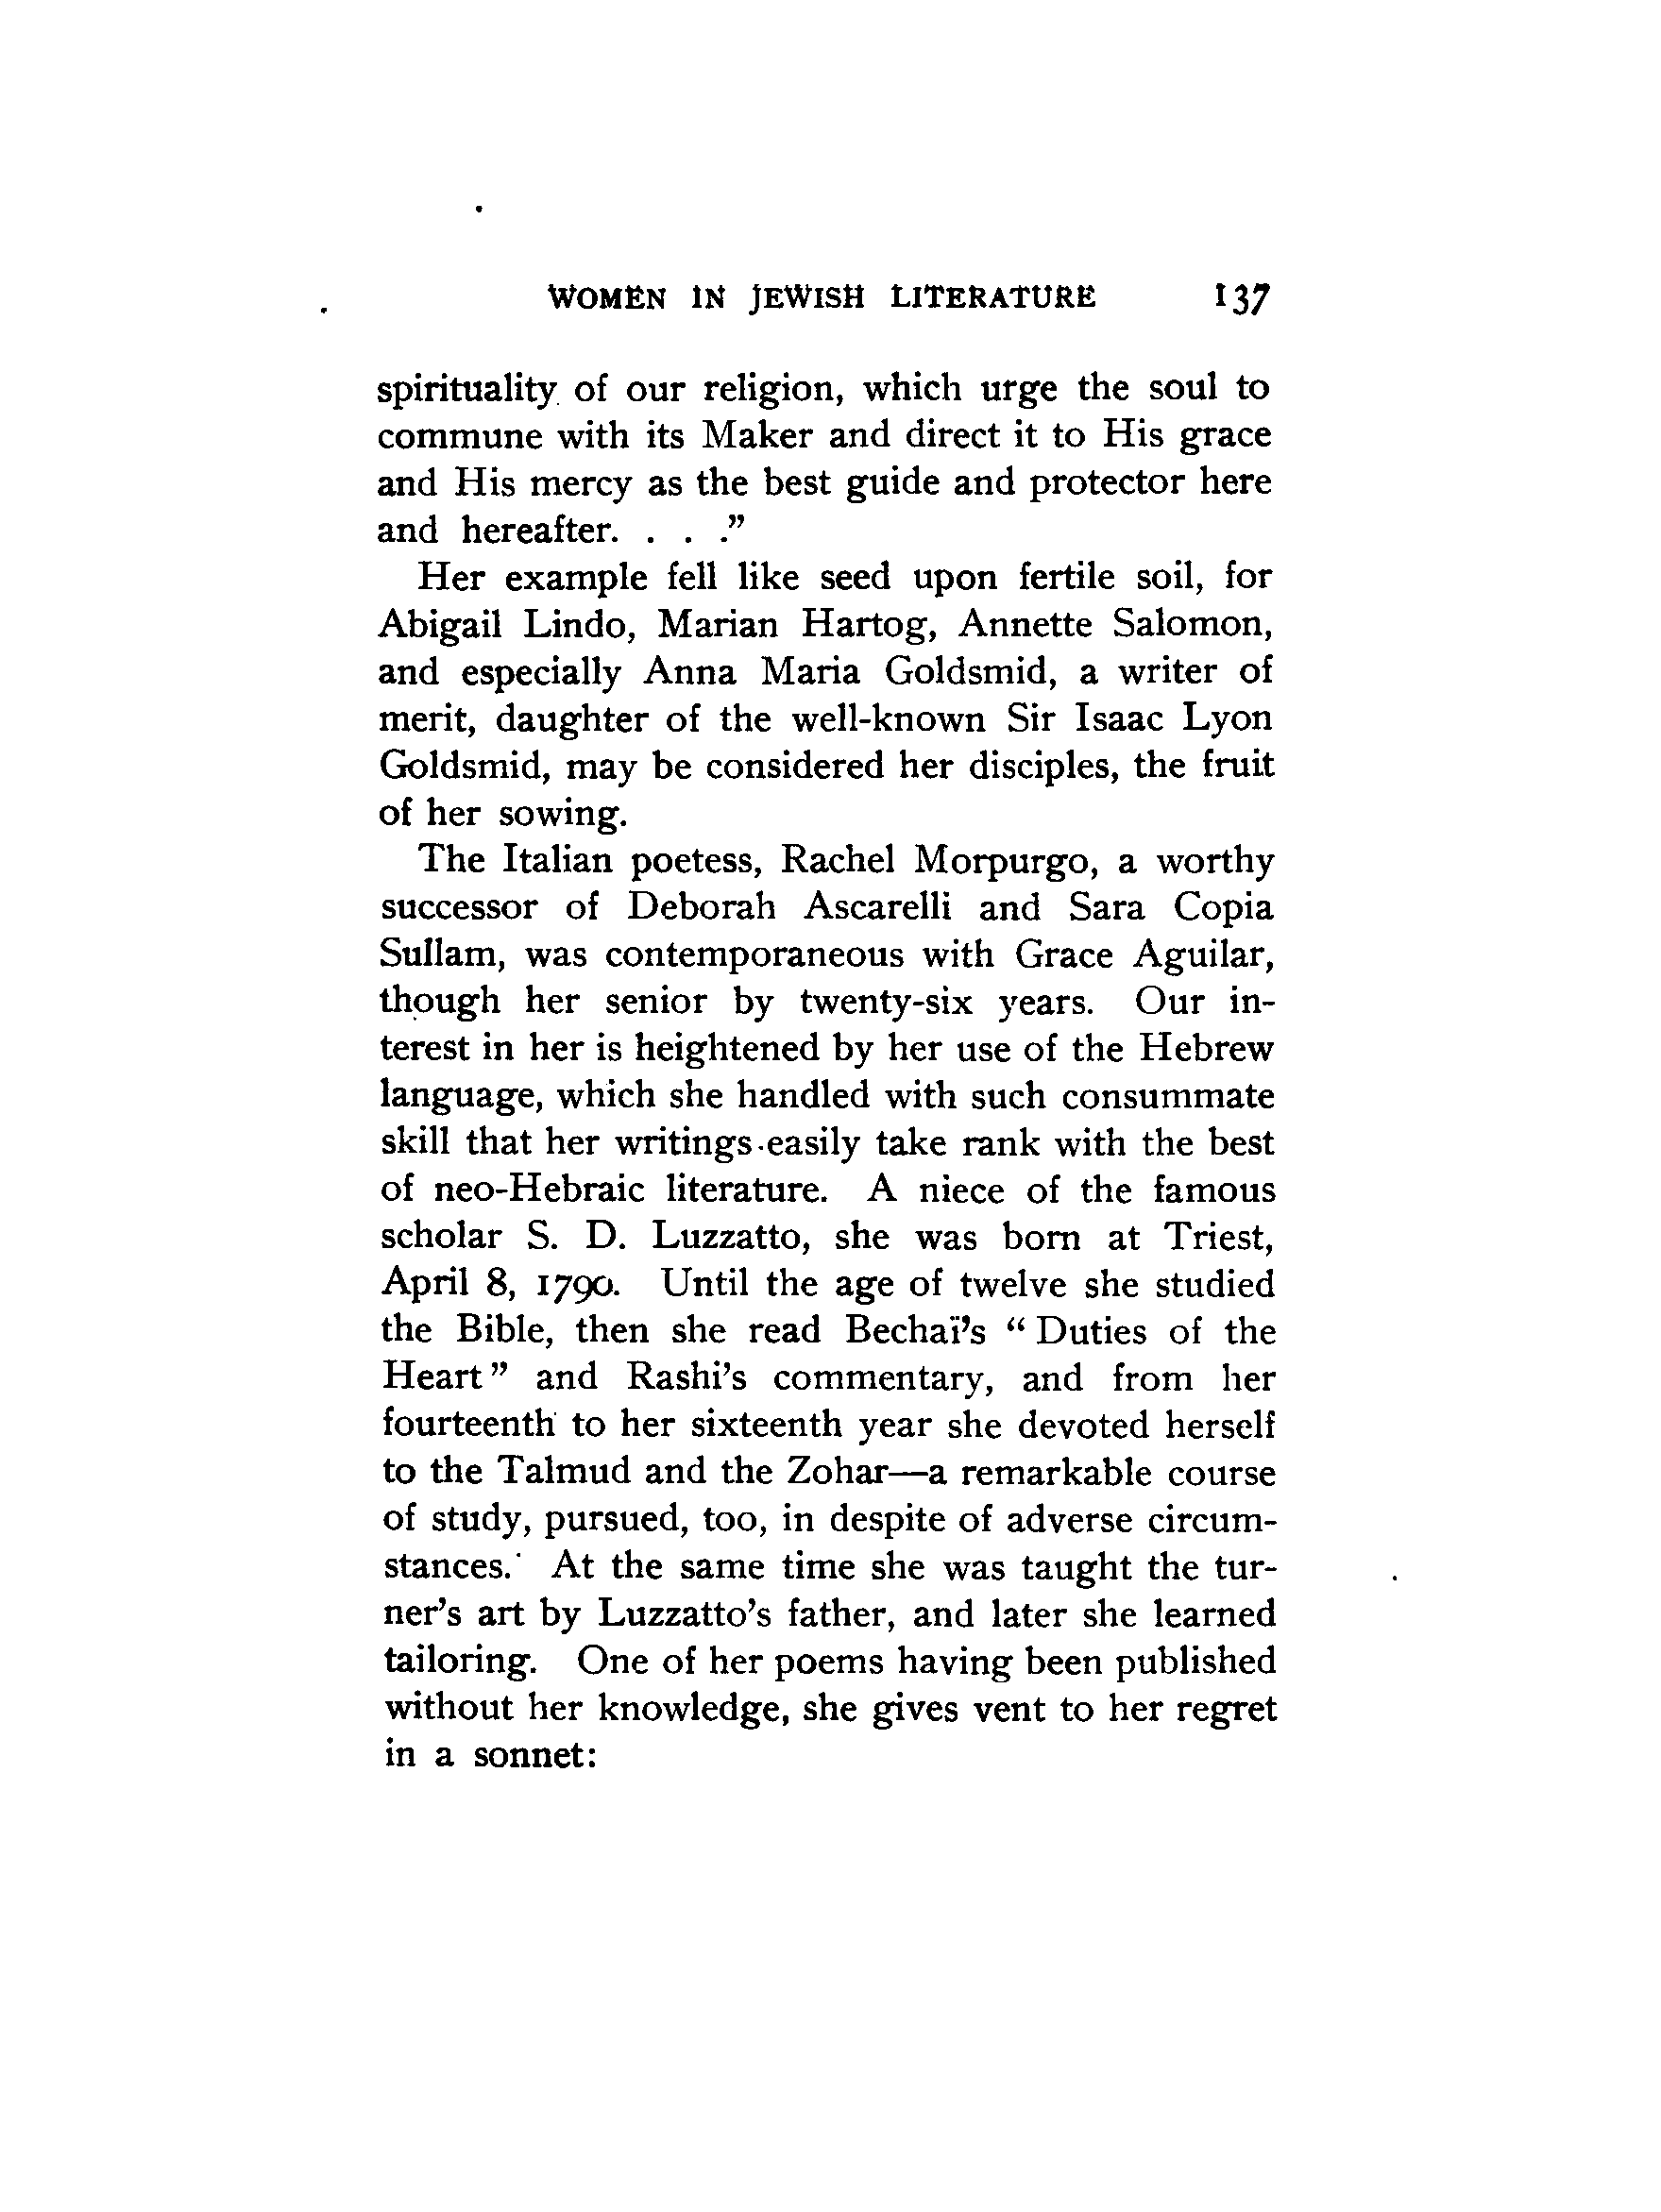 WOMEN IN JEWISH LITERATURE 137
spirituality of our religion, which urge the soul to
commune with its Maker and direct it to His grace
and His mercy as the best guide and protector here
and hereafter. . . .”
Her example fell like seed upon fertile soil, for
Abigail Lindo, Marian Hartog, Annette Salomon,
and especially Anna Maria Goldsmid, a writer of
merit, daughter of the well-known Sir Isaac Lyon
Goldsmid, may be considered her disciples, the fruit
of her sowing.
The Italian poetess, Rachel Morpurgo, a worthy
successor of Deborah Ascarelli and Sara Copia
Sullam, was contemporaneous with Grace Aguilar,
though her senior by twenty-six years. Our in-
terest in her is heightened by her use of the Hebrew
language, which she handled with such consummate
skill that her writings easily take rank with the best
of neo-Hebraic literature. A niece of the famous
scholar S. D. Luzzatto, she was born at Triest,
April 8, 1790. Until the age of twelve she studied
the Bible, then she read Bechaï’s “ Duties of the
Heart ” and Rashi’s commentary, and from her
fourteenth to her sixteenth year she devoted herself
to the Talmud and the Zohar—a remarkable course
of study, pursued, too, in despite of adverse circum-
stances. At the same time she was taught the tur-
ner’s art by Luzzatto’s father, and later she learned
tailoring. One of her poems having been published
without her knowledge, she gives vent to her regret
in a sonnet: